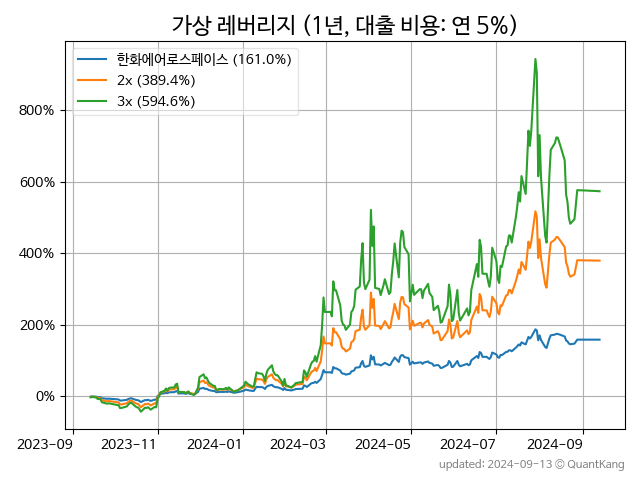 가상 레버리지 (1년, 대출 비용: 연 5%)
한화에어로스페이스 (161.0%)
2x (389.4%)
3x (594.6%)
800%
600%
400%
200%
0%
2023-09 2023-11 2024-01 2024-03 2024-05 2024-07 2024-09
updated: 2024-09-13 © QuantKang